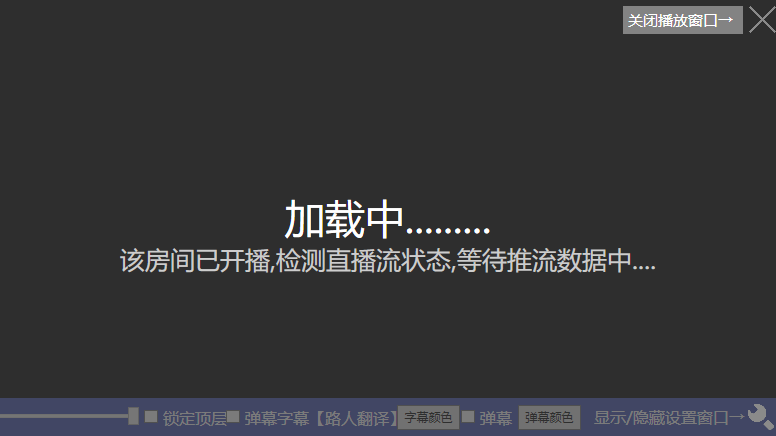 关闭播放窗口→
加载中.........
该房间已开播,检测直播流状态,等待推流数据中....
锁定顶层 弹幕字幕【路人翻译】 字幕颜色 弹幕 弹幕颜色 显示/隐藏设置窗口→